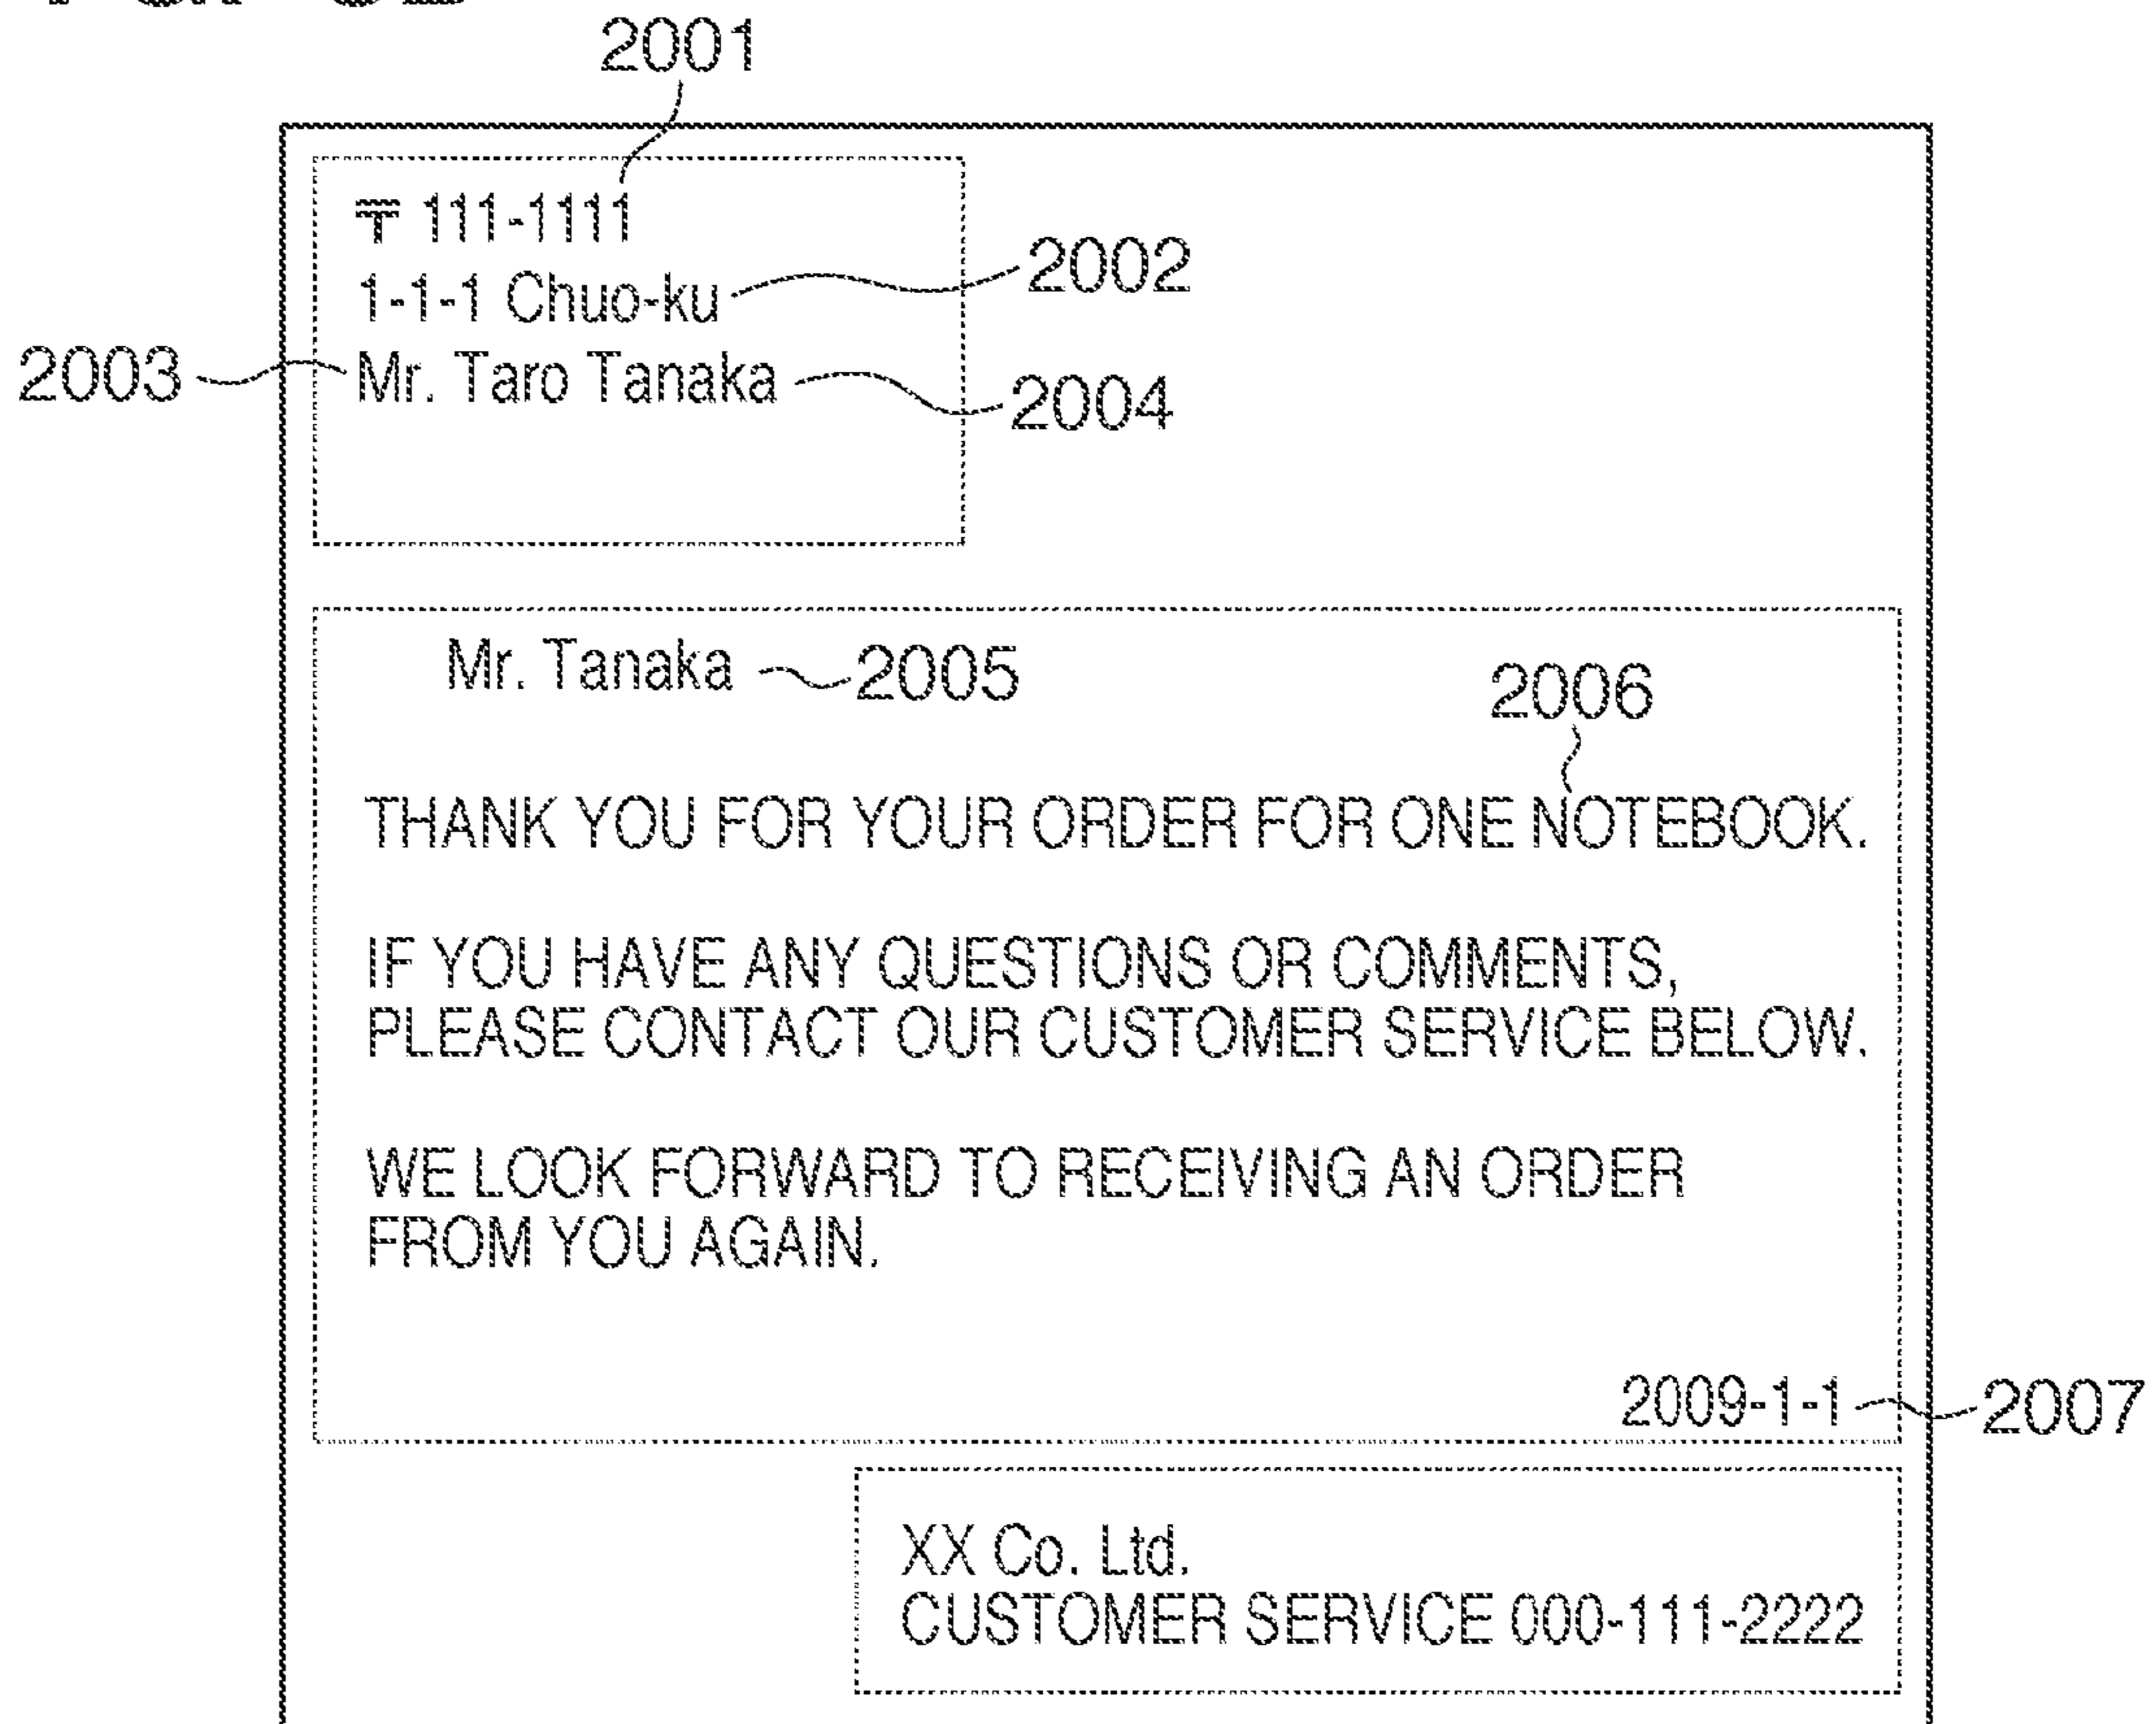 2001
〒 111-1111
1-1-1 Chuo-ku 2002
2003 Mr. Taro Tanaka 2004
Mr. Tanaka 2005
2006
THANK YOU FOR YOUR ORDER FOR ONE NOTEBOOK.
IF YOU HAVE ANY QUESTIONS OR COMMENTS,
PLEASE CONTACT OUR CUSTOMER SERVICE BELOW.
WE LOOK FORWARD TO RECEIVING AN ORDER
FROM YOU AGAIN.
2009-1-1 2007
XX Co. Ltd.
CUSTOMER SERVICE 000-111-2222